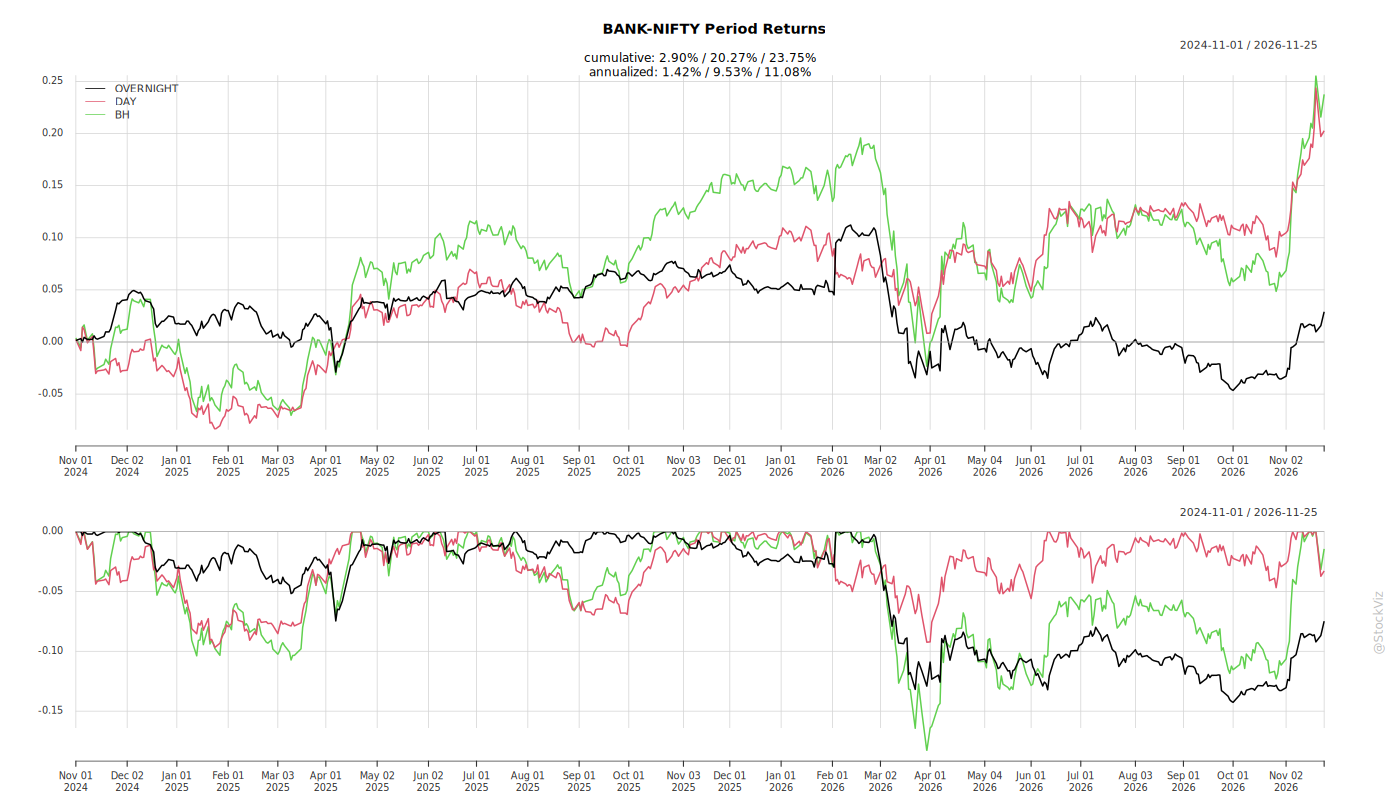 BANK-NIFTY Period Returns
2024-11-01 / 2026-11-25
cumulative: 2.90% / 20.27% / 23.75%
annualized: 1.42% / 9.53% / 11.08%
OVERNIGHT
DAY
BH
0.25
0.20
0.15
0.10
0.05
0.00
-0.05
Nov 01 Dec 02 Jan 01 Feb 01 Mar 03 Apr 01 May 02 Jun 02 Jul 01 Aug 01 Sep 01 Oct 01 Nov 03 Dec 01 Jan 01 Feb 01 Mar 02 Apr 01 May 04 Jun 01 Jul 01 Aug 03 Sep 01 Oct 01 Nov 02
2024 2024 2025 2025 2025 2025 2025 2025 2025 2025 2025 2025 2025 2025 2026 2026 2026 2026 2026 2026 2026 2026 2026 2026 2026
2024-11-01 / 2026-11-25
0.00
-0.05
-0.10
-0.15
Nov 01 Dec 02 Jan 01 Feb 01 Mar 03 Apr 01 May 02 Jun 02 Jul 01 Aug 01 Sep 01 Oct 01 Nov 03 Dec 01 Jan 01 Feb 01 Mar 02 Apr 01 May 04 Jun 01 Jul 01 Aug 03 Sep 01 Oct 01 Nov 02
2024 2024 2025 2025 2025 2025 2025 2025 2025 2025 2025 2025 2025 2025 2026 2026 2026 2026 2026 2026 2026 2026 2026 2026 2026
@StockViz